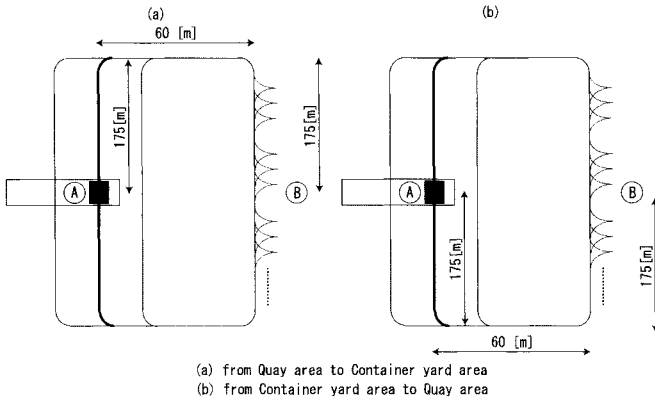 (a)
60 [m]
175[m]
175[m]
A
B
(b)
175[m]
A
B
175[m]
60 [m]
(a) from Quay area to Container yard area
(b) from Container yard area to Quay area